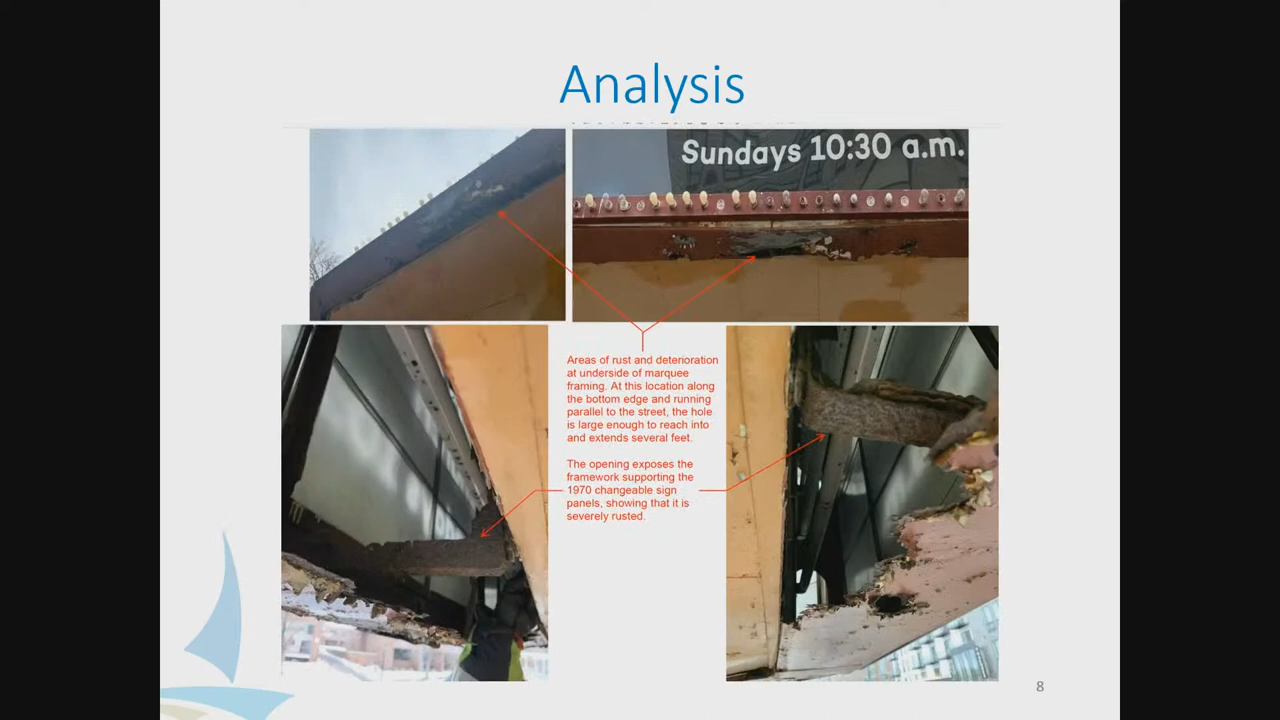 Analysis
Sundays 10:30 a.m.
Areas of rust and deterioration
at underside of marquee
framing. At this location along
the bottom edge and running
parallel to the street, the hole
is large enough to reach into
and extends several feet.
The opening exposes the
framework supporting the
1970 changeable sign
panels, showing that it is
severely rusted.
8